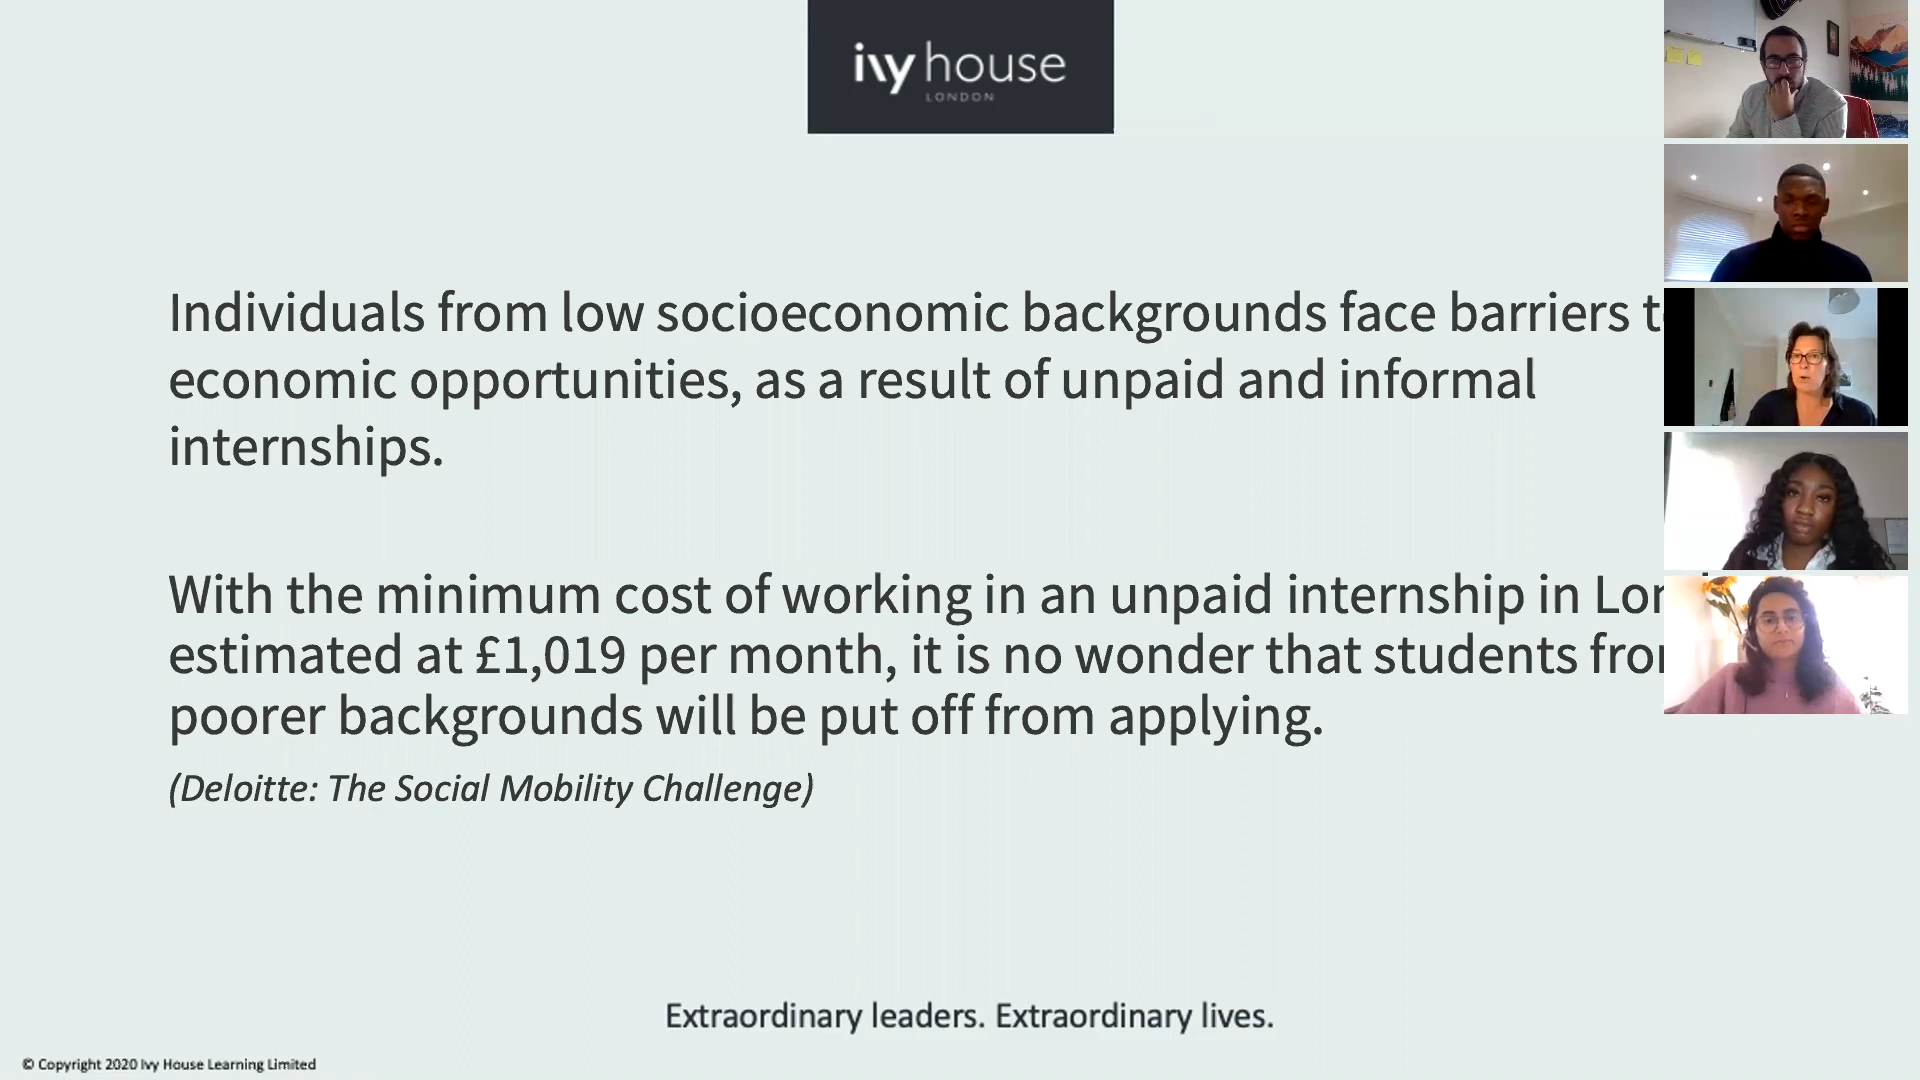 ivy house
LONDON
Individuals from low socioeconomic backgrounds face barriers
economic opportunities, as a result of unpaid and informal
internships.
With the minimum cost of working in an unpaid internship in
estimated at £1,019 per month, it is no wonder that students
poorer backgrounds will be put off from applying.
(Deloitte: The Social Mobility Challenge)
Extraordinary leaders. Extraordinary lives.
© Copyright 2020 Ivy House Learning Limited